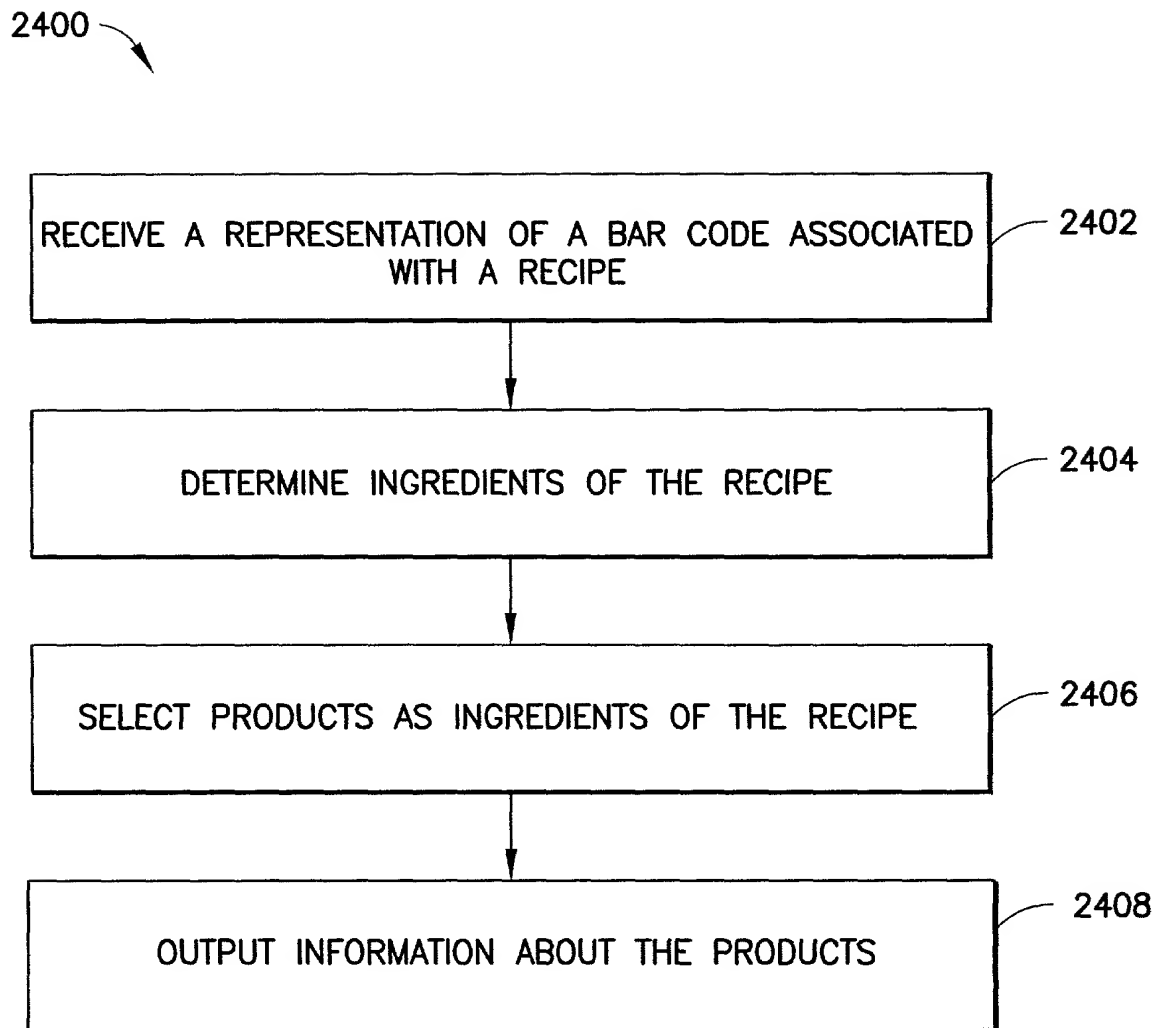 2400
RECEIVE A REPRESENTATION OF A BAR CODE ASSOCIATED
WITH A RECIPE
2402
DETERMINE INGREDIENTS OF THE RECIPE
2404
SELECT PRODUCTS AS INGREDIENTS OF THE RECIPE
2406
OUTPUT INFORMATION ABOUT THE PRODUCTS
2408